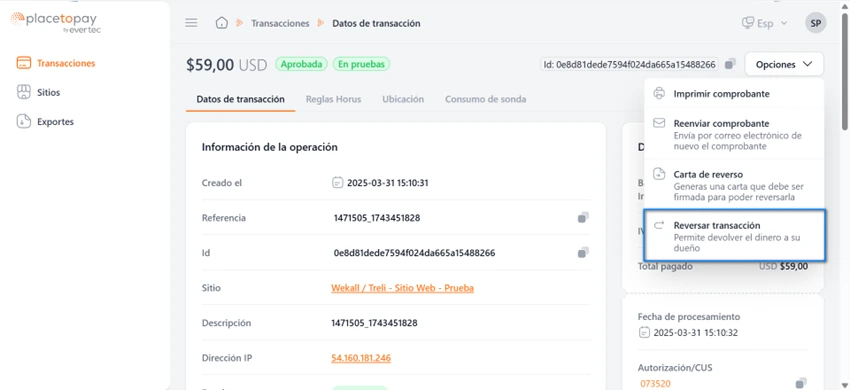 placetopay
by evertec
Transacciones
Datos de transacción
Esp
SP
Transacciones
Sitios
Exportes
$59,00 USD
Aprobada
En pruebas
Id: 0e8d81dede7594f024da665a15488266
Opciones
Datos de transacción
Reglas Horus
Ubicación
Consumo de sonda
Imprimir comprobante
Reenviar comprobante
Envía por correo electrónico de
nuevo el comprobante
Carta de reverso
Generas una carta que debe ser
firmada para poder reversarla
Reversar transacción
Permite devolver el dinero a su
dueño
Información de la operación
Creado el
2025-03-31 15:10:31
Referencia
1471505_1743451828
Id
0e8d81dede7594f024da665a15488266
Sitio
Wekall / Treli - Sitio Web - Prueba
Descripción
1471505_1743451828
Dirección IP
54.160.181.246
Total pagado
USD $59,00
Fecha de procesamiento
2025-03-31 15:10:32
Autorización/CUS
073520